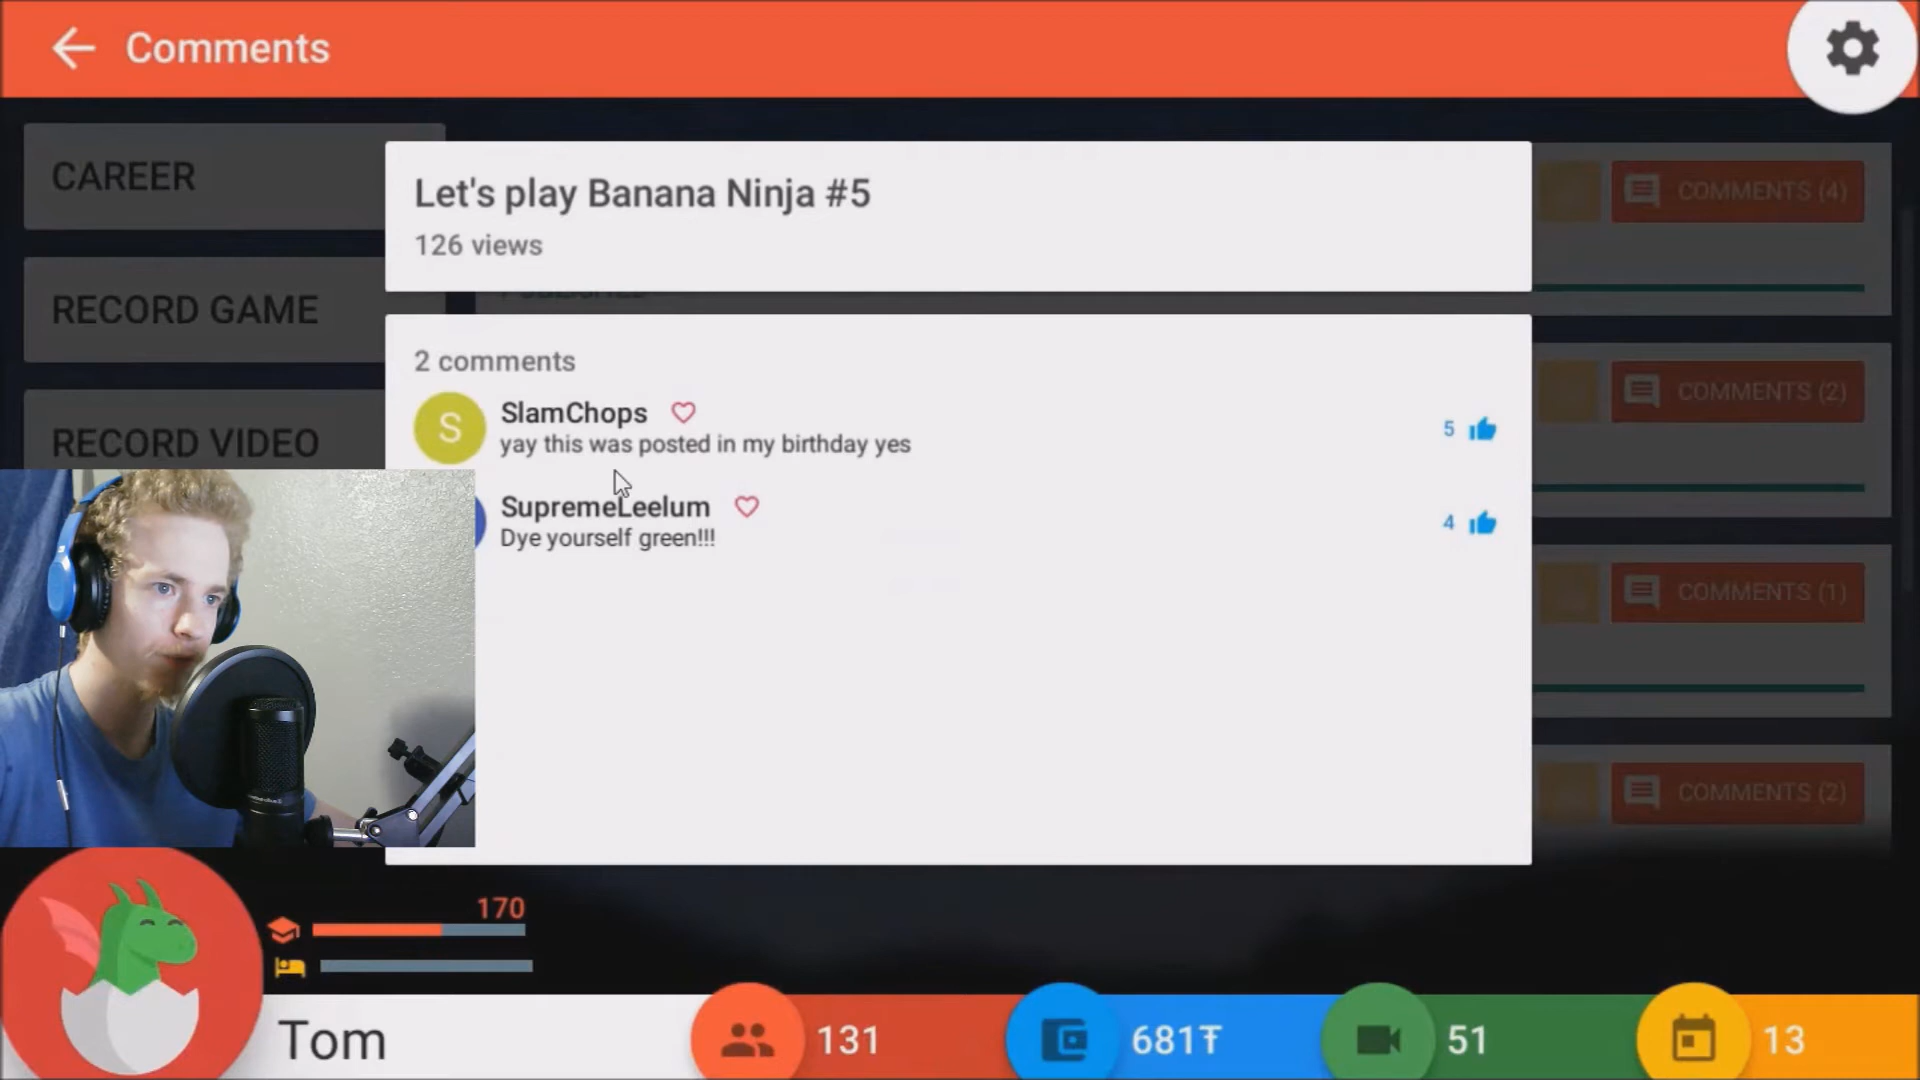 Comments
CAREER
RECORD GAME
RECORD VIDEO
Let's play Banana Ninja #5
126 views
2 comments
S
SlamChops
yay this was posted in my birthday yes
5
SupremeLeelum
Dye yourself green!!!
4
COMMENTS (4)
COMMENTS (2)
COMMENTS (1)
COMMENTS (2)
170
Tom
131
681Ŧ
51
13